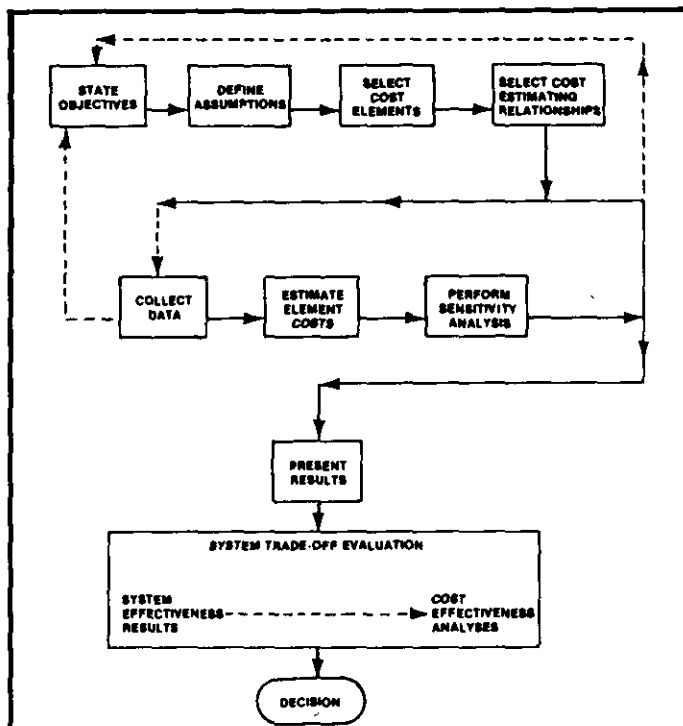 STATE
OBJECTIVES
DEFINE
ASSUMPTIONS
SELECT
COST
ELEMENTS
SELECT COST
ESTIMATING
RELATIONSHIPS
COLLECT
DATA
ESTIMATE
ELEMENT
COSTS
PERFORM
SENSITIVITY
ANALYSIS
PRESENT
RESULTS
SYSTEM TRADE-OFF EVALUATION
SYSTEM
EFFECTIVENESS
RESULTS
COST
EFFECTIVENESS
ANALYSES
DECISION